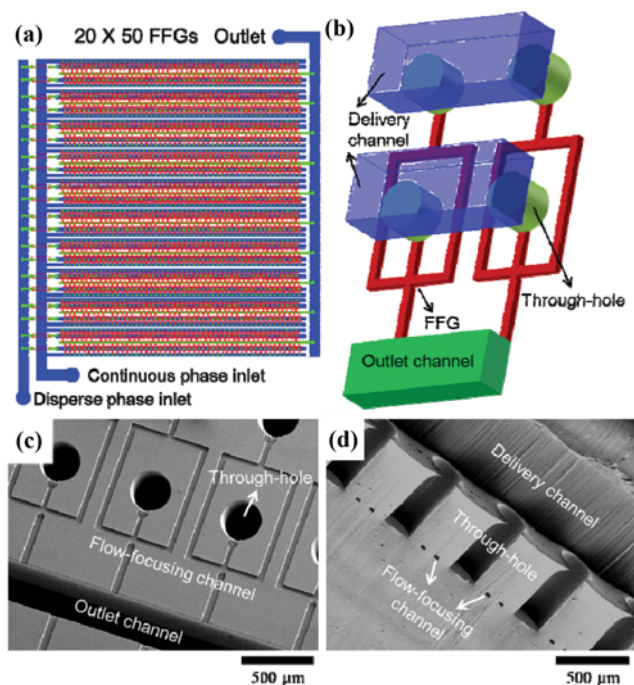 (a) 20 X 50 FFGs Outlet
Continuous phase inlet
Disperse phase inlet
(b)
Delivery
channel
Through-hole
FFG
Outlet channel
(c)
Through-hole
Flow-focusing channel
Outlet channel
500 μm
(d)
Delivery channel
Through-hole
Flow-focusing
channel
500 μm